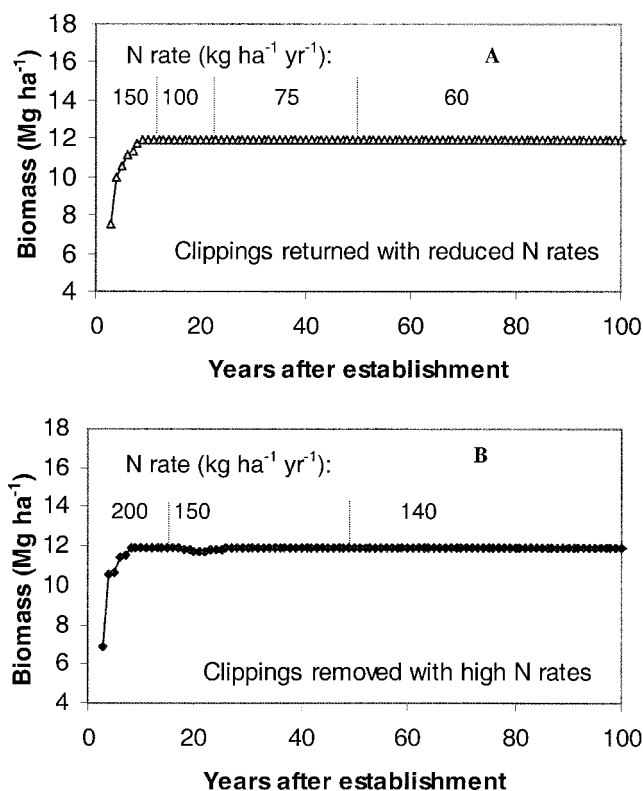 18
N rate (kg ha⁻¹ yr⁻¹):
A
16
150 100 75 60
14
12
10
8
6
4
Biomass (Mg ha⁻¹)
Clippings returned with reduced N rates
0 20 40 60 80 100
Years after establishment
18
N rate (kg ha⁻¹ yr⁻¹):
B
16
200 150 140
14
12
10
8
6
4
Biomass (Mg ha⁻¹)
Clippings removed with high N rates
0 20 40 60 80 100
Years after establishment